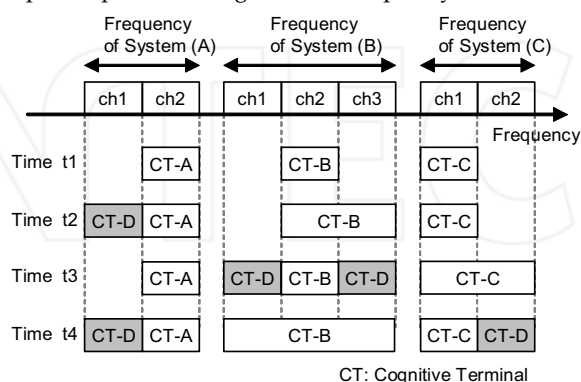 Frequency of System (A)
Frequency of System (B)
Frequency of System (C)
ch1 ch2 ch1 ch2 ch3 ch1 ch2
Frequency
Time t1 CT-A CT-B CT-C
Time t2 CT-D CT-A CT-B CT-C
Time t3 CT-A CT-D CT-B CT-D CT-C
Time t4 CT-D CT-A CT-B CT-C CT-D
CT: Cognitive Terminal